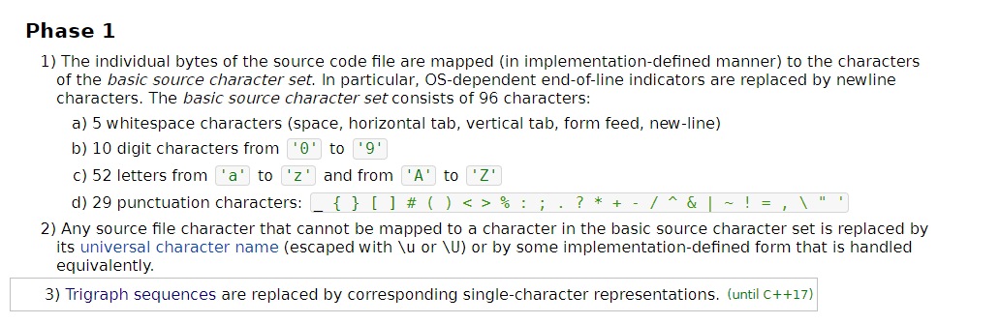 Phase 1
1) The individual bytes of the source code file are mapped (in implementation-defined manner) to the characters
of the basic source character set. In particular, OS-dependent end-of-line indicators are replaced by newline
characters. The basic source character set consists of 96 characters:
a) 5 whitespace characters (space, horizontal tab, vertical tab, form feed, new-line)
b) 10 digit characters from '0' to '9'
c) 52 letters from 'a' to 'z' and from 'A' to 'Z'
d) 29 punctuation characters: _ { } [ ] # ( ) < > % : ; . ? * + - / ^ & | ~ ! = , \ " '
2) Any source file character that cannot be mapped to a character in the basic source character set is replaced by
its universal character name (escaped with \u or \U) or by some implementation-defined form that is handled
equivalently.
3) Trigraph sequences are replaced by corresponding single-character representations. (until C++17)